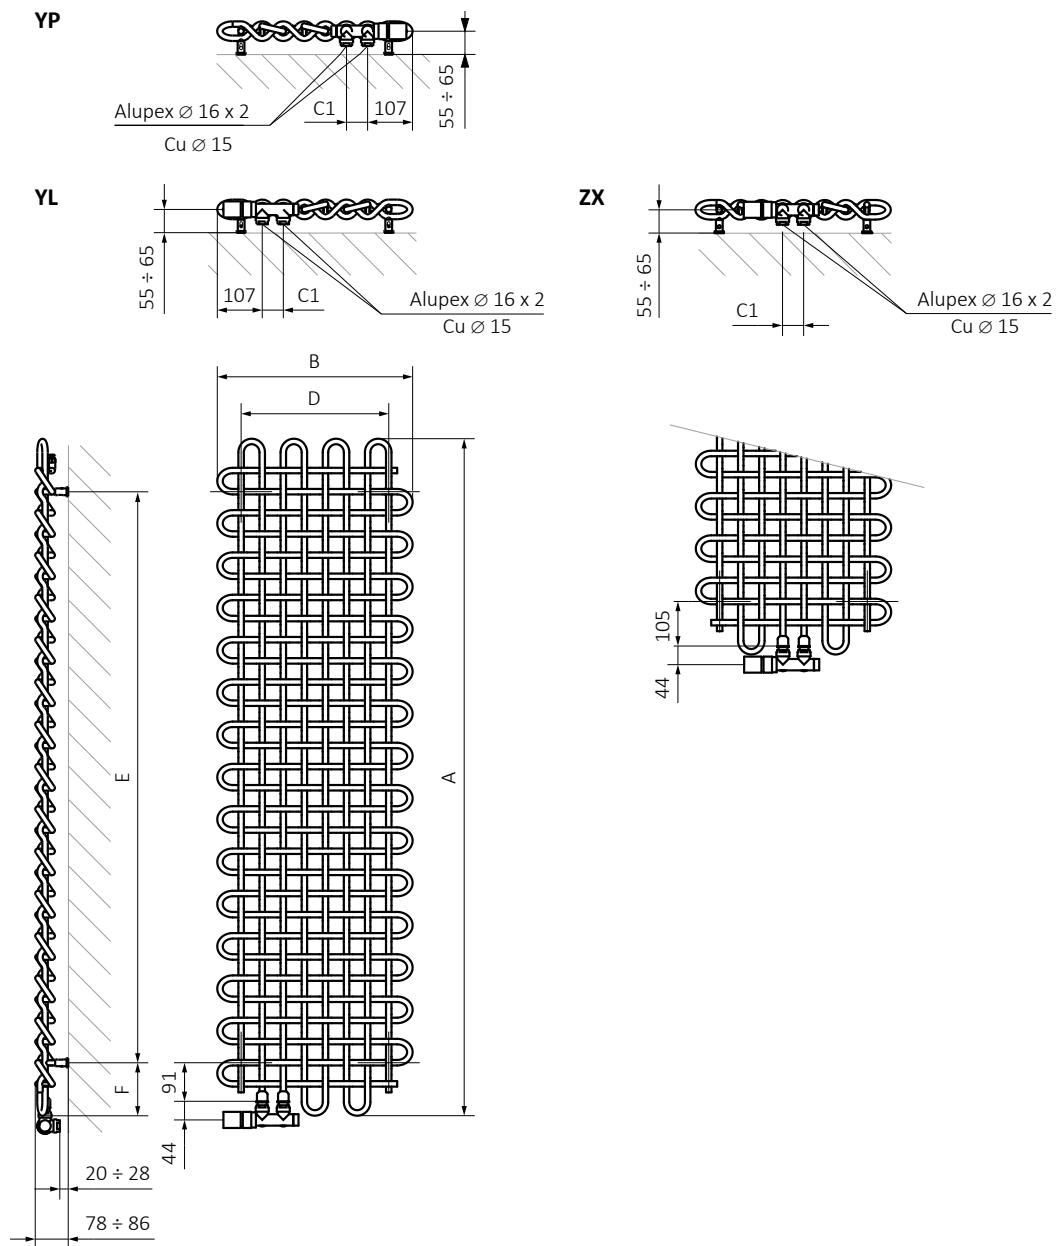 YP
55 ÷ 65
Alupex ∅ 16 x 2
C1
107
Cu ∅ 15
YL
55 ÷ 65
107
C1
Alupex ∅ 16 x 2
Cu ∅ 15
ZX
55 ÷ 65
C1
Alupex ∅ 16 x 2
Cu ∅ 15
B
D
E
A
F
91
44
20 ÷ 28
78 ÷ 86
105
44